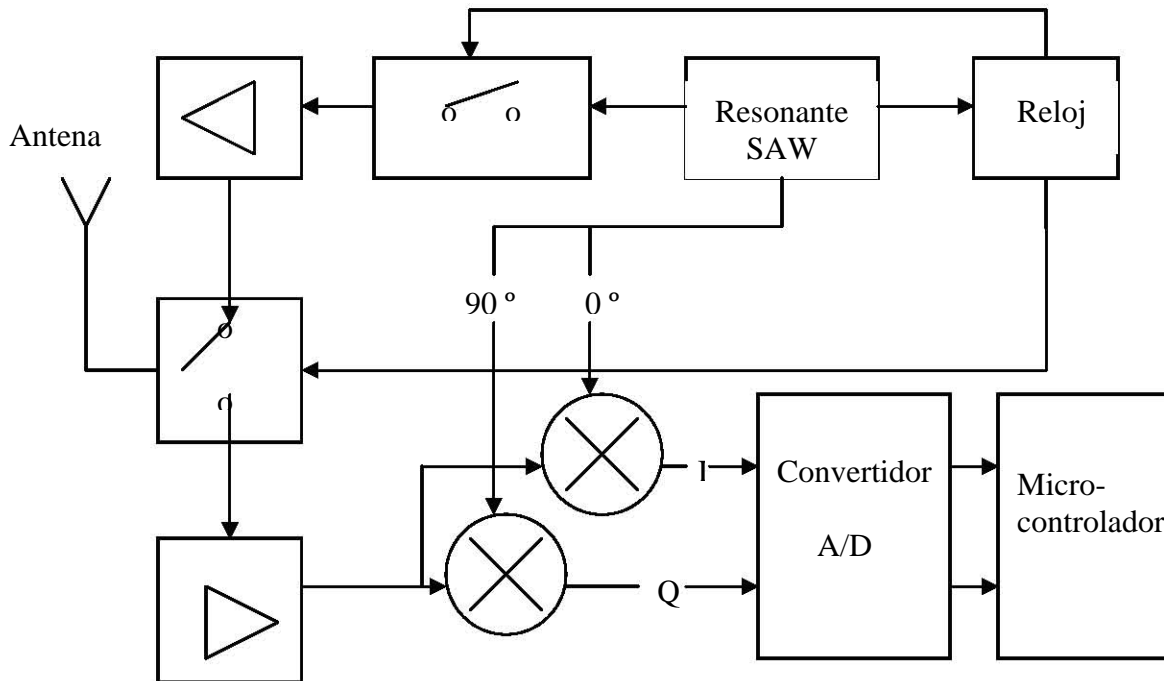 Antena
Resonante
SAW
Reloj
90 º
0 º
I
Q
Convertidor
A/D
Micro-
controlador